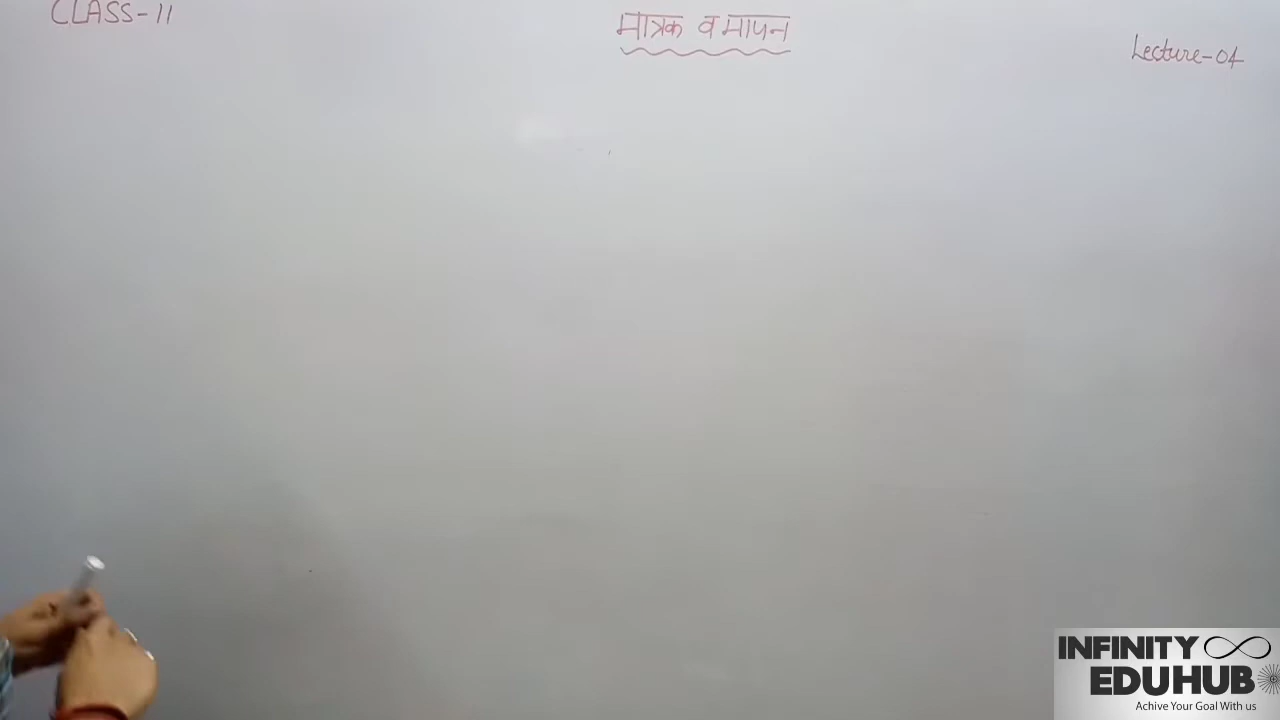 CLASS-11
मात्रक व मापन
Lecture-04
INFINITY
EDUHUB
Achive Your Goal With us